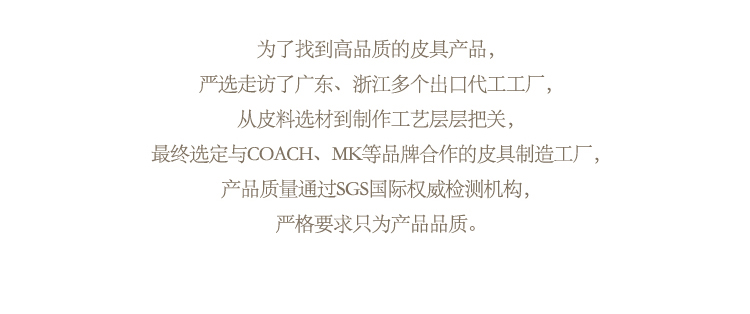 为了找到高品质的皮具产品，
严选走访了广东、浙江多个出口代工工厂，
从皮料选材到制作工艺层层把关，
最终选定与COACH、MK等品牌合作的皮具制造工厂，
产品质量通过SGS国际权威检测机构，
严格要求只为产品品质。